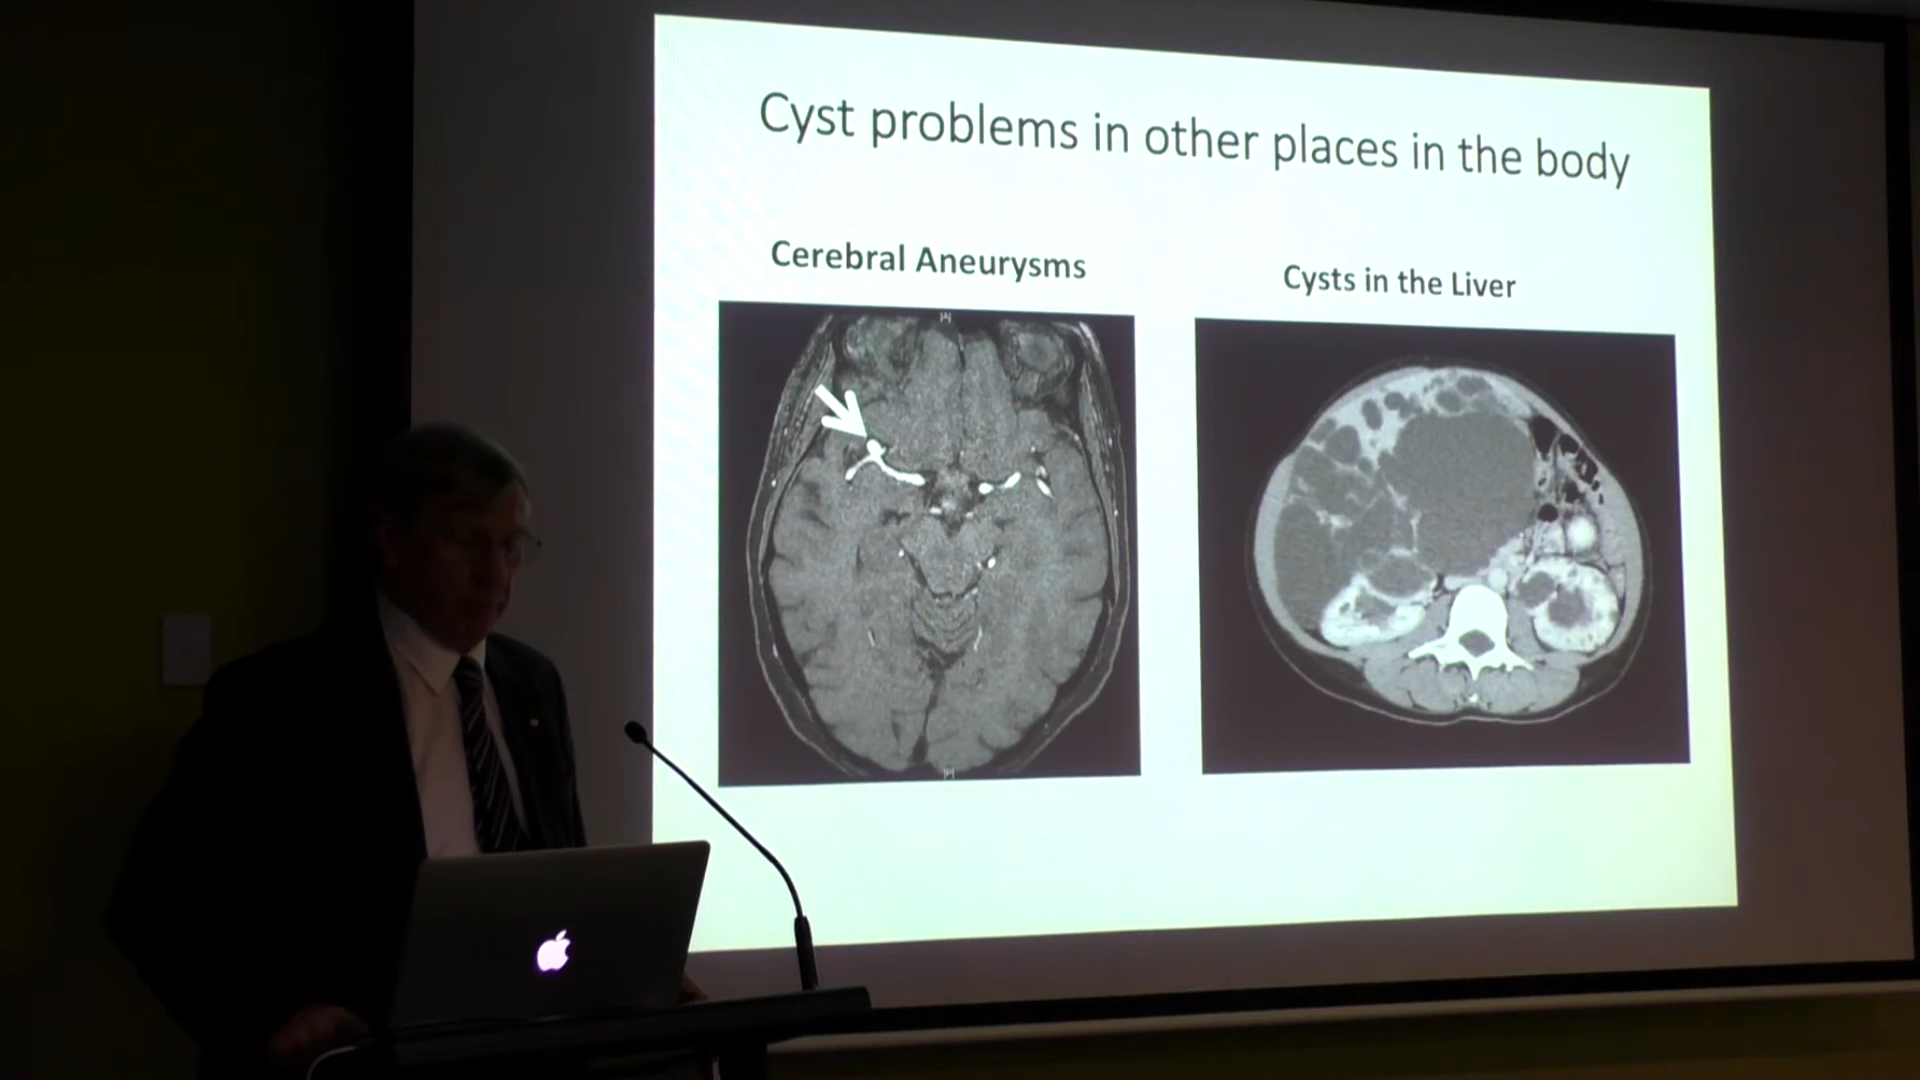 Cyst problems in other places in the body
Cerebral Aneurysms
Cysts in the Liver
[A]
[P]